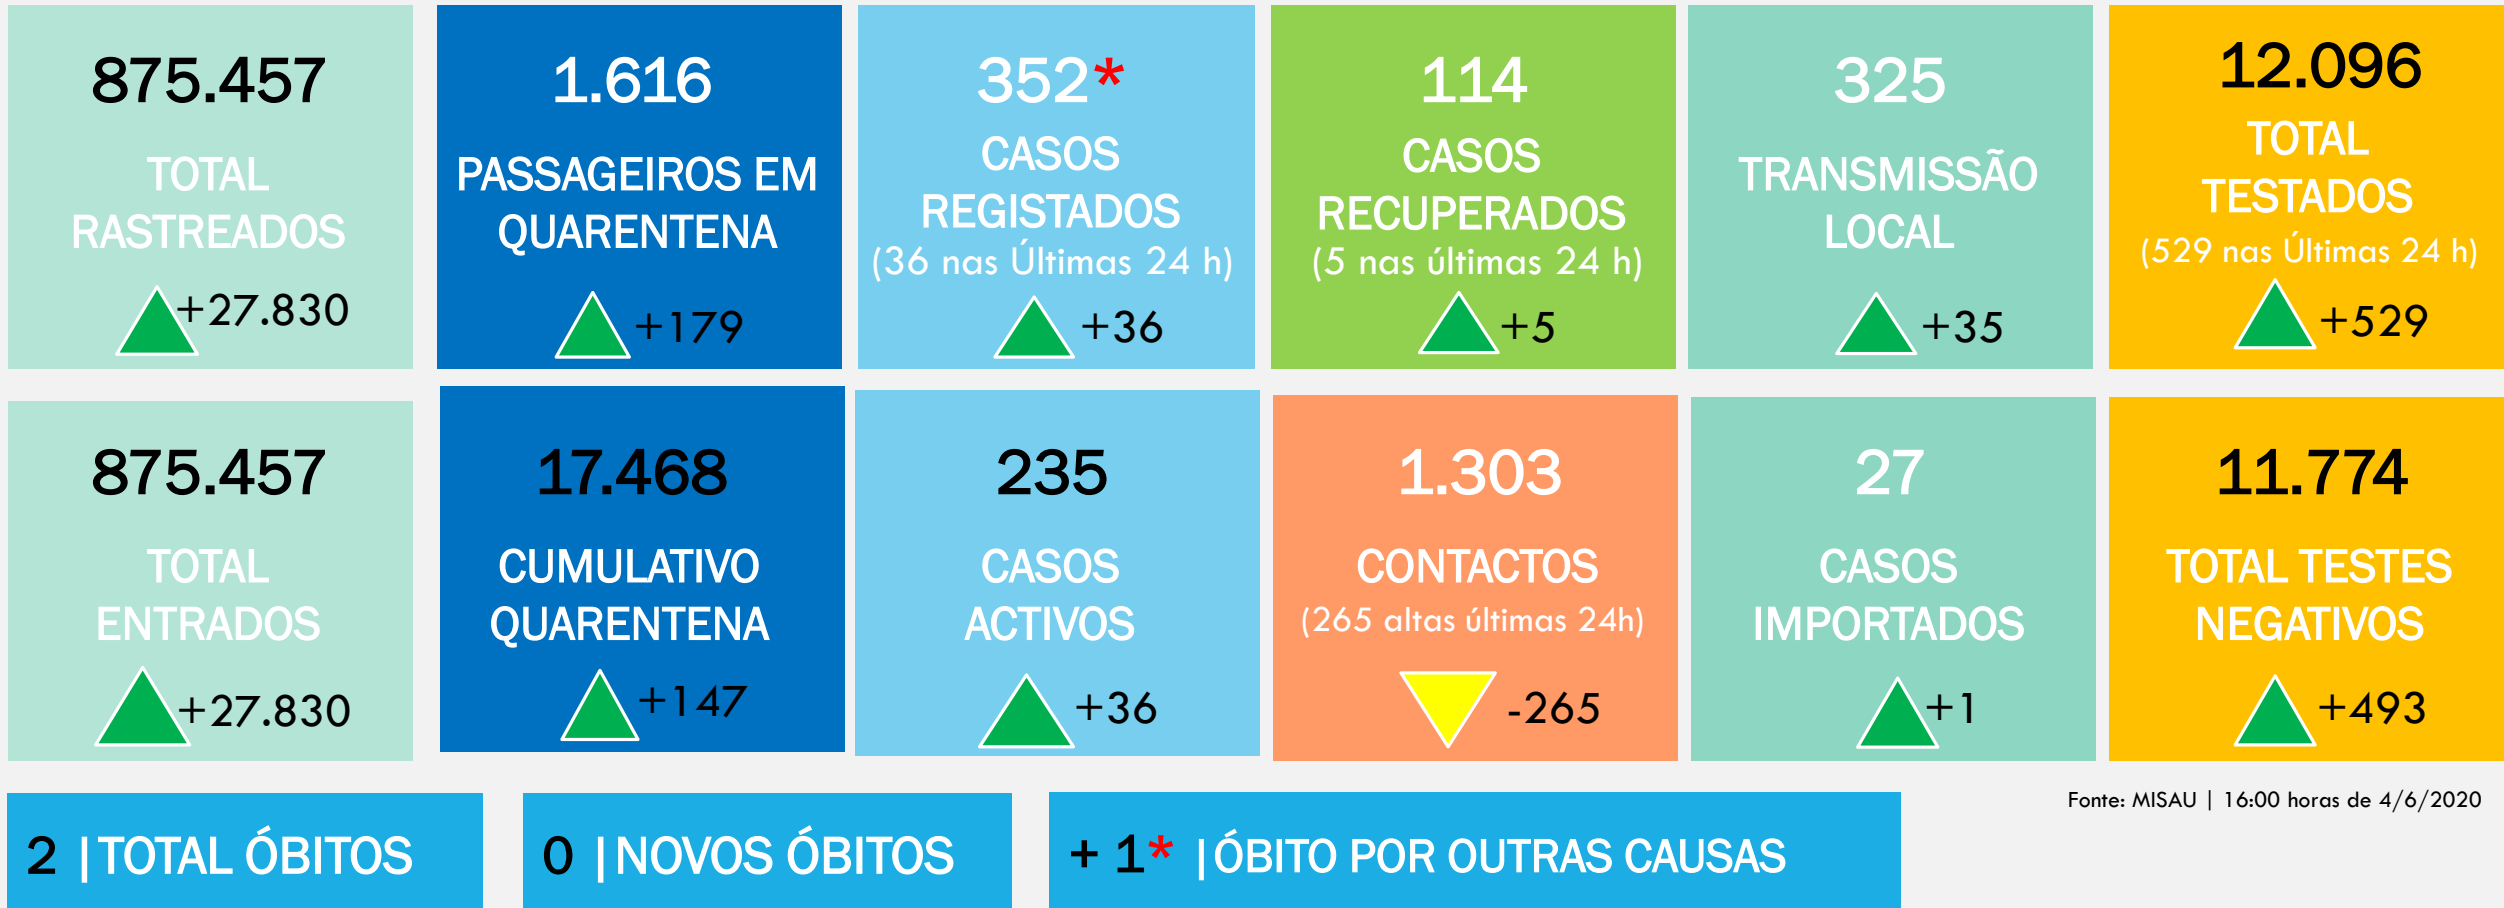 875.457
TOTAL
RASTREADOS
+27.830
1.616
PASSAGEIROS EM
QUARENTENA
+179
352*
CASOS
REGISTADOS
(36 nas Últimas 24 h)
+36
114
CASOS
RECUPERADOS
(5 nas últimas 24 h)
+5
325
TRANSMISSÃO
LOCAL
+35
12.096
TOTAL
TESTADOS
(529 nas Últimas 24 h)
+529
875.457
TOTAL
ENTRADOS
+27.830
17.468
CUMULATIVO
QUARENTENA
+147
235
CASOS
ACTIVOS
+36
1.303
CONTACTOS
(265 altas últimas 24h)
-265
27
CASOS
IMPORTADOS
+1
11.774
TOTAL TESTES
NEGATIVOS
+493
Fonte: MISAU | 16:00 horas de 4/6/2020
2 |TOTAL ÓBITOS
0 |NOVOS ÓBITOS
+ 1* |ÓBITO POR OUTRAS CAUSAS